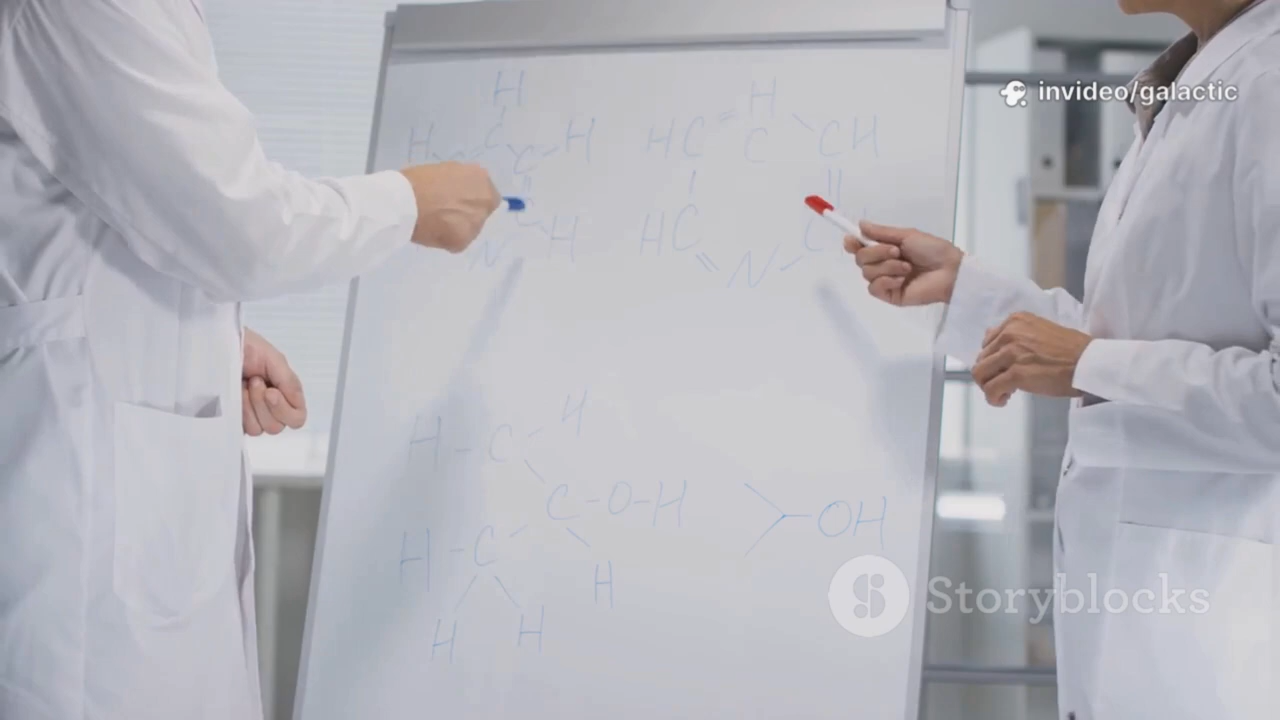 invideo/galactic
H
H C H HC C CH
C
H
C H HC C
N N
H
H - C
C - O - H
OH
H - C
H
H H
Storyblocks